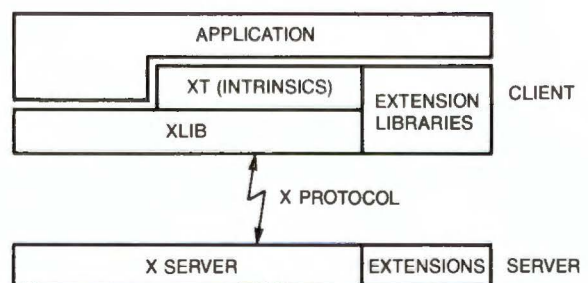 APPLICATION
XT (INTRINSICS)
EXTENSION
LIBRARIES
CLIENT
XLIB
X PROTOCOL
X SERVER
EXTENSIONS
SERVER